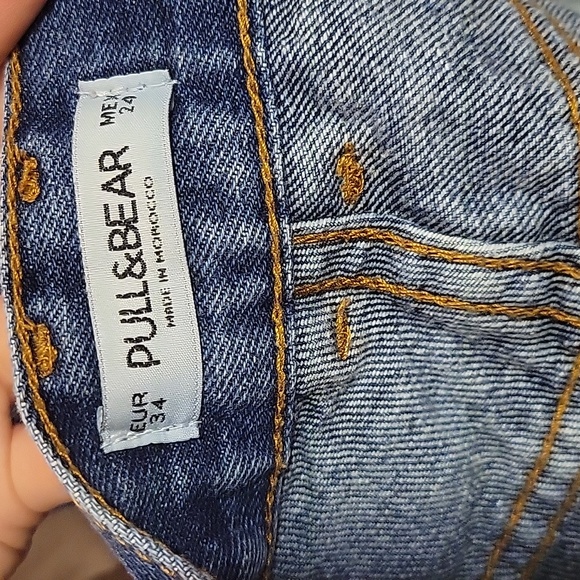 EUR 34
PULL&BEAR
MADE IN MOROCCO
MEX 24